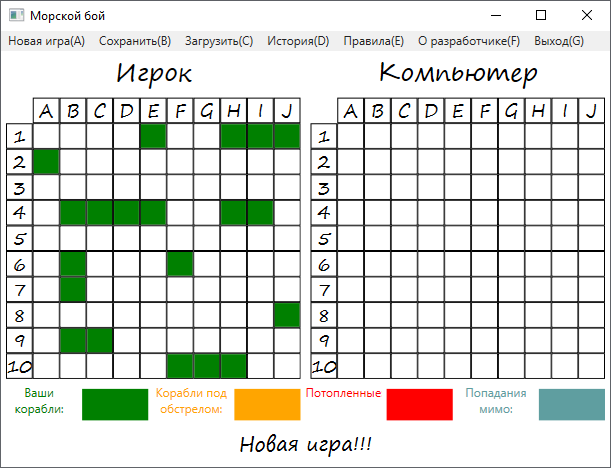 Морской бой
Новая игра(A) Сохранить(B) Загрузить(C) История(D) Правила(E) О разработчике(F) Выход(G)
Игрок Компьютер
A B C D E F G H I J A B C D E F G H I J
1 1
2 2
3 3
4 4
5 5
6 6
7 7
8 8
9 9
10 10
Ваши Корабли под Потопленные Попадания
корабли: обстрелом: мимо:
Новая игра!!!